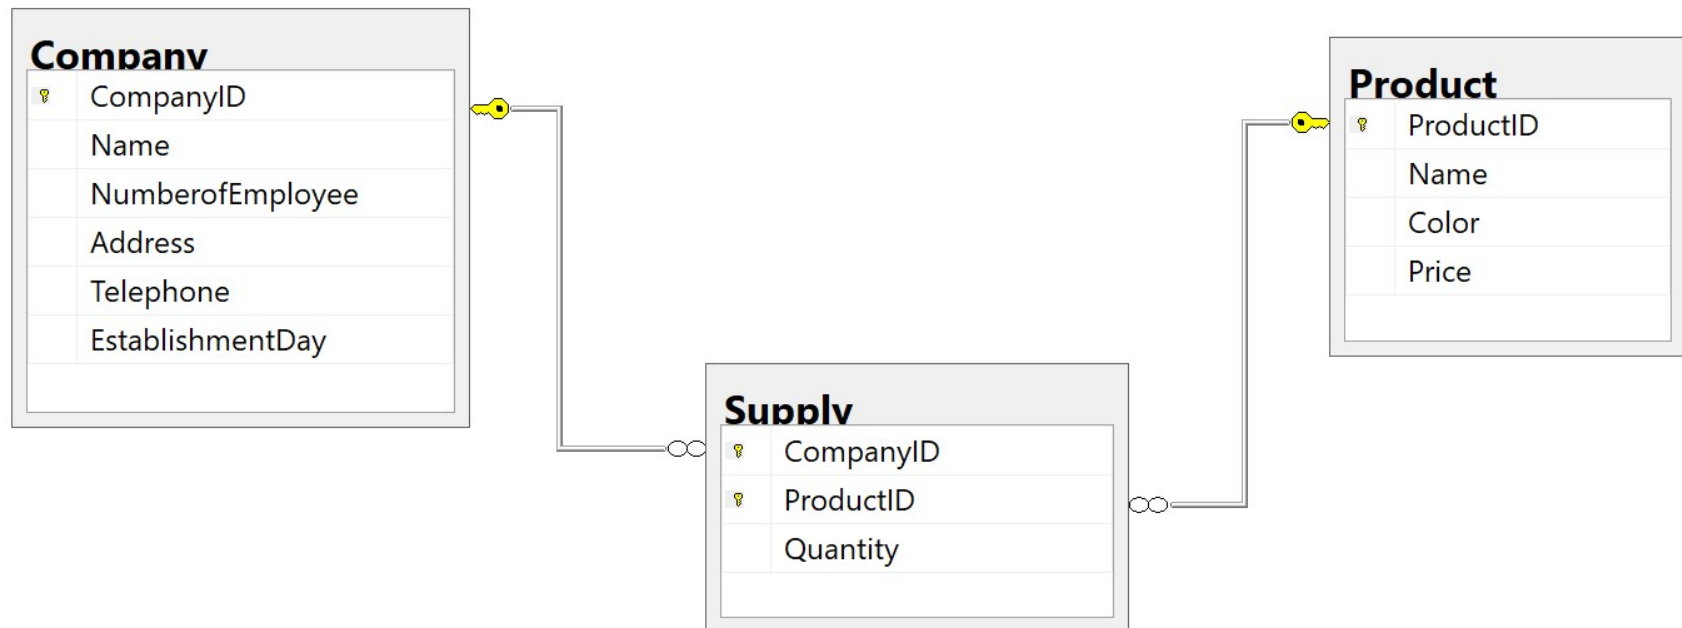 Company
CompanyID
Name
NumberofEmployee
Address
Telephone
EstablishmentDay
Product
ProductID
Name
Color
Price
Supply
CompanyID
ProductID
Quantity